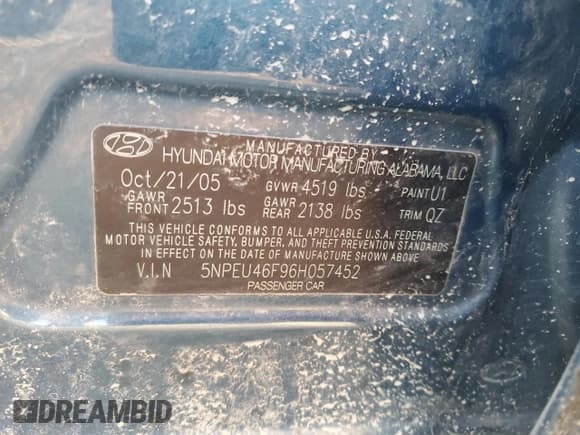 MANUFACTURED BY
HYUNDAI MOTOR MANUFACTURING ALABAMA, LLC
Oct/21/05 GVWR 4519 lbs PAINT U1
GAWR FRONT 2513 lbs GAWR REAR 2138 lbs TRIM QZ
THIS VEHICLE CONFORMS TO ALL APPLICABLE U.S.A. FEDERAL
MOTOR VEHICLE SAFETY, BUMPER, AND THEFT PREVENTION STANDARDS
IN EFFECT ON THE DATE OF MANUFACTURE SHOWN ABOVE
V.I.N 5NPEU46F96H057452
PASSENGER CAR
DREAMBID